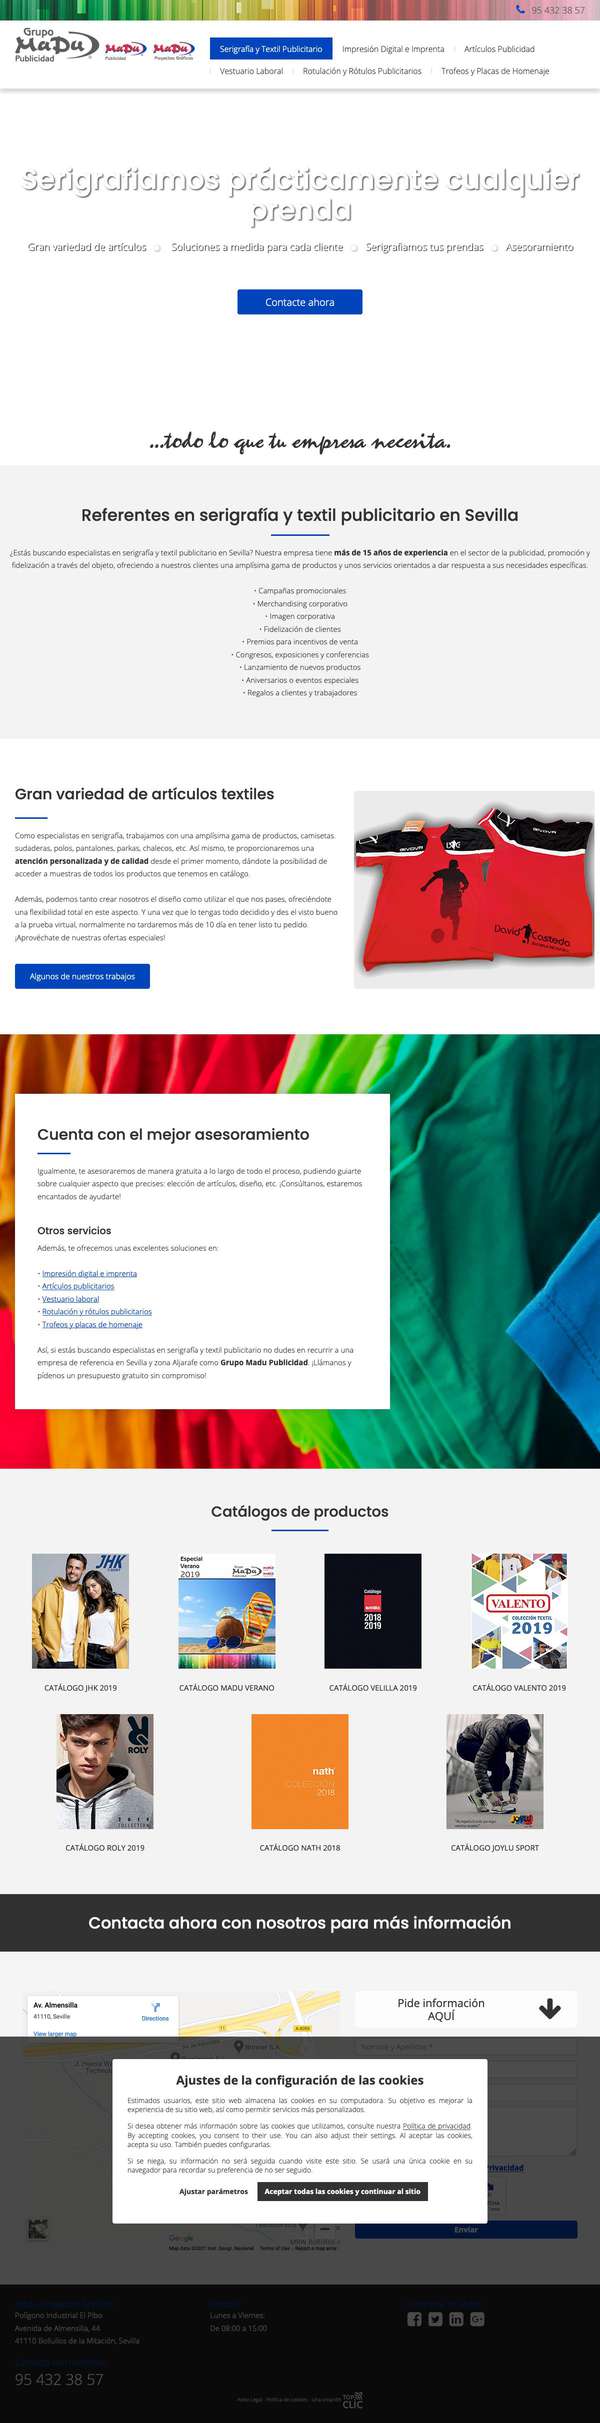 95 432 38 57
Grupo
MaDu
Publicidad
MaDu
Publicidad
MaDu
Proyectos Gráficos
Serigrafía y Textil Publicitario
Impresión Digital e Imprenta
Artículos Publicidad
Vestuario Laboral
Rotulación y Rótulos Publicitarios
Trofeos y Placas de Homenaje
Serigrafiamos prácticamente cualquier
prenda
Gran variedad de artículos
Soluciones a medida para cada cliente
Serigrafiamos tus prendas
Asesoramiento
Contacte ahora
...todo lo que tu empresa necesita.
Referentes en serigrafía y textil publicitario en Sevilla
¿Estás buscando especialistas en serigrafía y textil publicitario en Sevilla? Nuestra empresa tiene más de 15 años de experiencia en el sector de la publicidad, promoción y
fidelización a través del objeto, ofreciendo a nuestros clientes una amplísima gama de productos y unos servicios orientados a dar respuesta a sus necesidades específicas.
• Campañas promocionales
• Merchandising corporativo
• Imagen corporativa
• Fidelización de clientes
• Premios para incentivos de venta
• Congresos, exposiciones y conferencias
• Lanzamiento de nuevos productos
• Aniversarios o eventos especiales
• Regalos a clientes y trabajadores
Gran variedad de artículos textiles
Como especialistas en serigrafía, trabajamos con una amplísima gama de productos, camisetas
sudaderas, polos, pantalones, parkas, chalecos, etc. Así mismo, te proporcionaremos una
atención personalizada y de calidad desde el primer momento, dándote la posibilidad de
acceder a muestras de todos los productos que tenemos en catálogo.
Además, podemos tanto crear nosotros el diseño como utilizar el que nos pases, ofreciéndote
una flexibilidad total en este aspecto. Y una vez que lo tengas todo decidido y des el visto bueno
a la prueba virtual, normalmente no tardaremos más de 10 día en tener listo tu pedido.
¡Aprovéchate de nuestras ofertas especiales!
Algunos de nuestros trabajos
GIVOVA
GIVOVA
David Casteda
Cuenta con el mejor asesoramiento
Igualmente, te asesoraremos de manera gratuita a lo largo de todo el proceso, pudiendo guiarte
sobre cualquier aspecto que precises: elección de artículos, diseño, etc. ¡Consúltanos, estaremos
encantados de ayudarte!
Otros servicios
Además, te ofrecemos unas excelentes soluciones en:
• Impresión digital e imprenta
• Artículos publicitarios
• Vestuario laboral
• Rotulación y rótulos publicitarios
• Trofeos y placas de homenaje
Así, si estás buscando especialistas en serigrafía y textil publicitario no dudes en recurrir a una
empresa de referencia en Sevilla y zona Aljarafe como Grupo Madu Publicidad. ¡Llámanos y
pídenos un presupuesto gratuito sin compromiso!
Catálogos de productos
JHK
Especial
Verano
2019
MaDu
Catálogo
2018
2019
VALENTO
COLECCIÓN TEXTIL
2019
CATÁLOGO JHK 2019
CATÁLOGO MADU VERANO
CATÁLOGO VELILLA 2019
CATÁLOGO VALENTO 2019
ROLY
2019
COLLECTION
nath
COLECCIÓN
2018
JOYLU
CATÁLOGO ROLY 2019
CATÁLOGO NATH 2018
CATÁLOGO JOYLU SPORT
Contacta ahora con nosotros para más información
Av. Almensilla
41110, Seville
Directions
View larger map
Pide información
AQUÍ
Nombre y Apellidos *
Ajustes de la configuración de las cookies
Estimados usuarios, este sitio web almacena las cookies en su computadora. Su objetivo es mejorar la
experiencia de su sitio web, así como permitir servicios más personalizados.
Si desea obtener más información sobre las cookies que utilizamos, consulte nuestra Política de privacidad.
By accepting cookies, you consent to their use. You can also adjust their settings. Al aceptar las cookies,
acepta su uso. También puedes configurarlas.
Si se niega, su información no será seguida cuando visite este sitio. Se usará una única cookie en su
navegador para recordar su preferencia de no ser seguido.
Ajustar parámetros
Aceptar todas las cookies y continuar al sitio
rivacidad
Enviar
Google
Polígono Industrial El Pibo
Avenida de Almensilla, 44
41110 Bollullos de la Mitación, Sevilla
Lunes a Viernes:
De 08:00 a 15:00
95 432 38 57
Aviso Legal - Política de cookies - Una empresa
TOP
CLIC